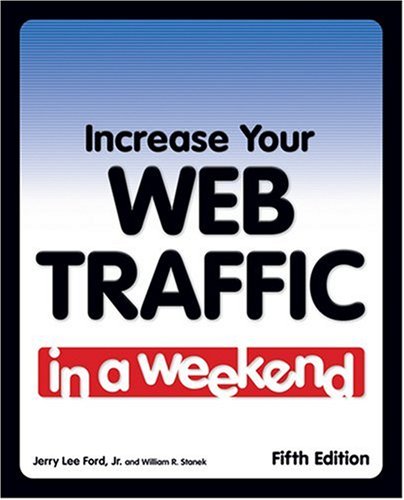 Increase Your
WEB
TRAFFIC
in a weekend
Jerry Lee Ford, Jr. and William R. Stanek
Fifth Edition